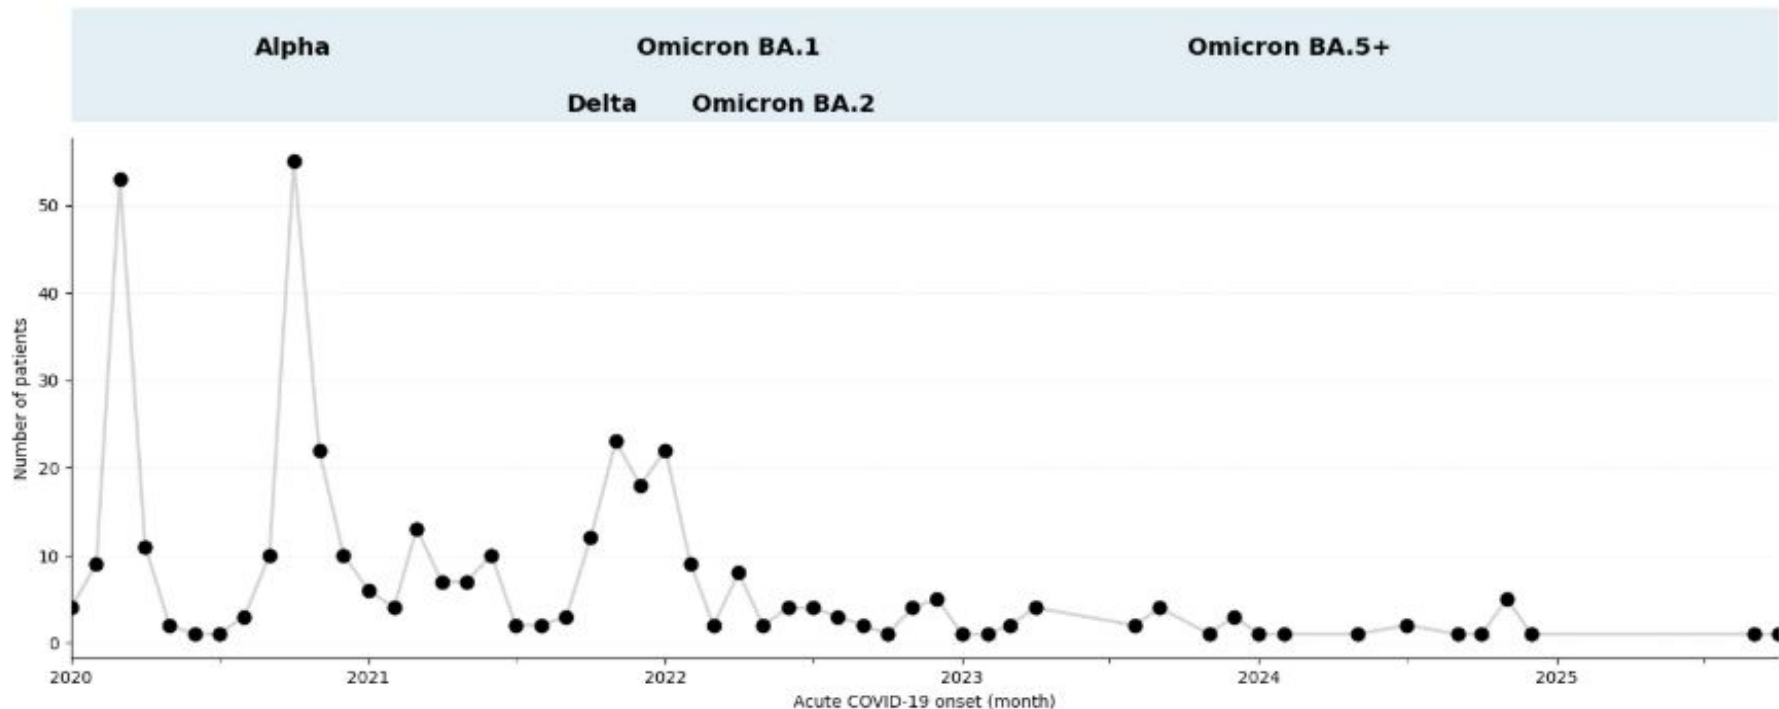 Alpha
Omicron BA.1
Omicron BA.5+
Delta
Omicron BA.2
Number of patients
50
40
30
20
10
0
2020
2021
2022
2023
2024
2025
Acute COVID-19 onset (month)